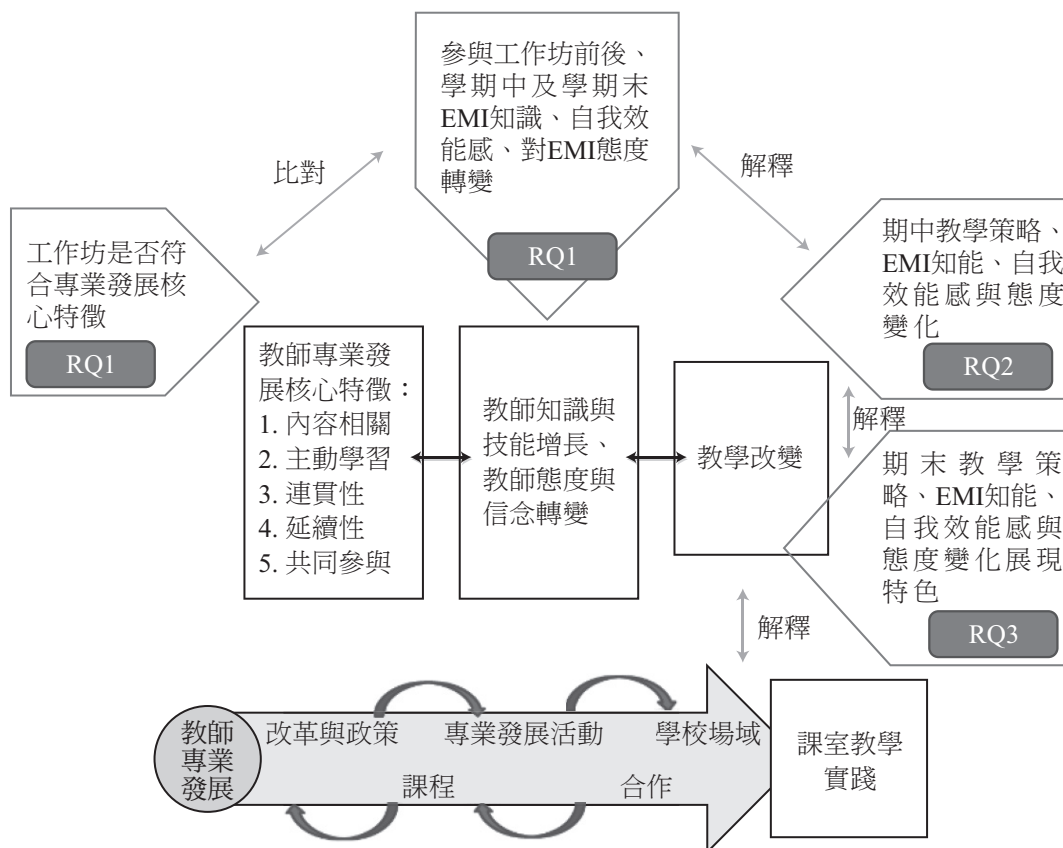 參與工作坊前後、
學期中及學期末
EMI知識、自我效
能感、對EMI態度
轉變
RQ1
比對
解釋
工作坊是否符
合專業發展核
心特徵
RQ1
期中教學策略、
EMI知能、自我
效能感與態度
變化
RQ2
教師專業發
展核心特徵：
1. 內容相關
2. 主動學習
3. 連貫性
4. 延續性
5. 共同參與
教師知識與
技能增長、
教師態度與
信念轉變
教學改變
解釋
期末教學策
略、EMI知能、
自我效能感與
態度變化展現
特色
RQ3
解釋
教師
專業
發展
改革與政策
專業發展活動
學校場域
課程
合作
課室教學
實踐